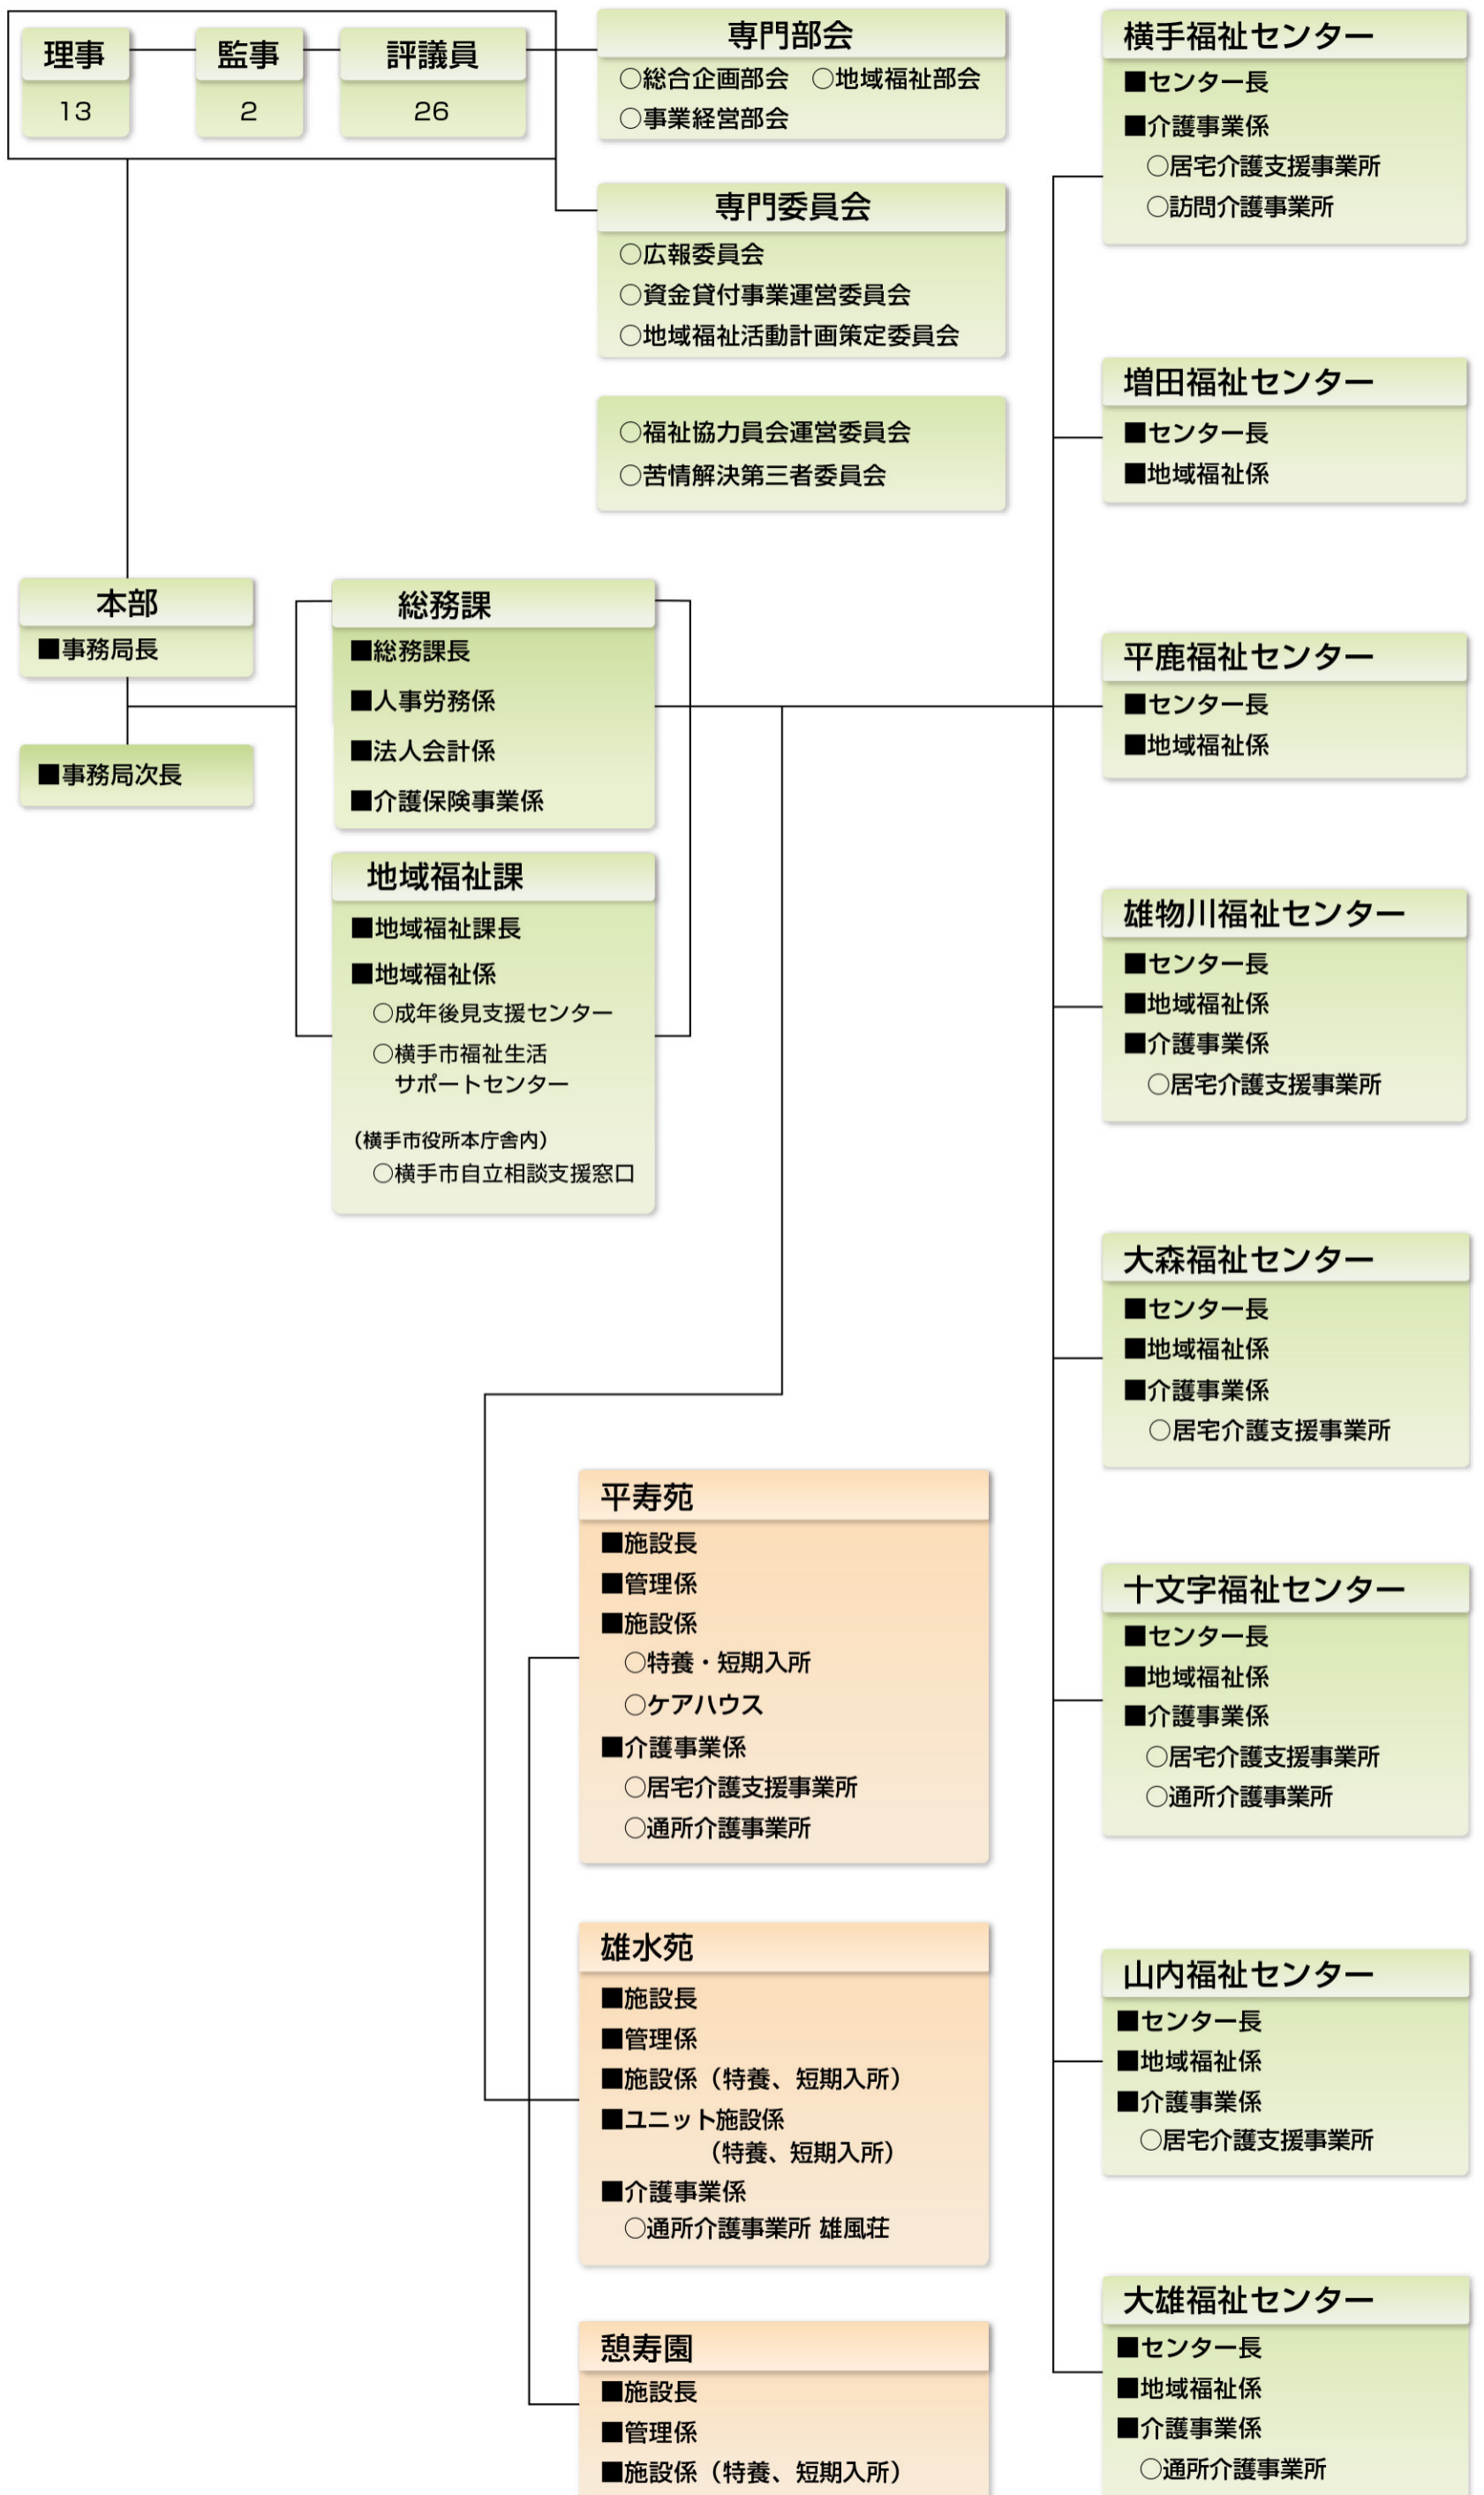 理事
13
監事
2
評議員
26
専門部会
○総合企画部会 ○地域福祉部会
○事業経営部会
専門委員会
○広報委員会
○資金貸付事業運営委員会
○地域福祉活動計画策定委員会
○福祉協力員会運営委員会
○苦情解決第三者委員会
本部
■事務局長
■事務局次長
総務課
■総務課長
■人事労務係
■法人会計係
■介護保険事業係
地域福祉課
■地域福祉課長
■地域福祉係
○成年後見支援センター
○横手市福祉生活
サポートセンター
（横手市役所本庁舎内）
○横手市自立相談支援窓口
平寿苑
■施設長
■管理係
■施設係
○特養・短期入所
○ケアハウス
■介護事業係
○居宅介護支援事業所
○通所介護事業所
雄水苑
■施設長
■管理係
■施設係（特養、短期入所）
■ユニット施設係
（特養、短期入所）
■介護事業係
○通所介護事業所 雄風荘
憩寿園
■施設長
■管理係
■施設係（特養、短期入所）
横手福祉センター
■センター長
■介護事業係
○居宅介護支援事業所
○訪問介護事業所
増田福祉センター
■センター長
■地域福祉係
平鹿福祉センター
■センター長
■地域福祉係
雄物川福祉センター
■センター長
■地域福祉係
■介護事業係
○居宅介護支援事業所
大森福祉センター
■センター長
■地域福祉係
■介護事業係
○居宅介護支援事業所
十文字福祉センター
■センター長
■地域福祉係
■介護事業係
○居宅介護支援事業所
○通所介護事業所
山内福祉センター
■センター長
■地域福祉係
■介護事業係
○居宅介護支援事業所
大雄福祉センター
■センター長
■地域福祉係
■介護事業係
○通所介護事業所